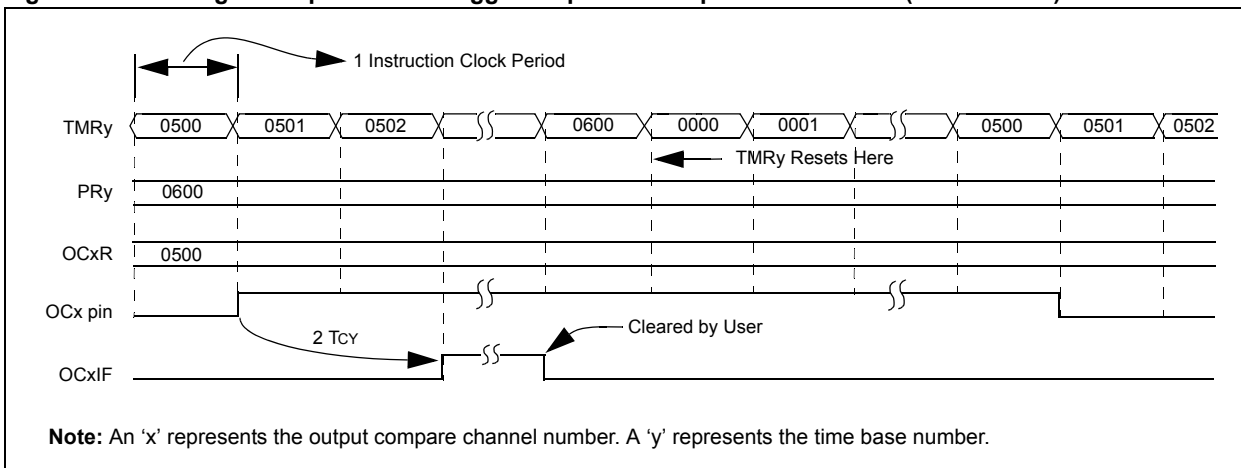 1 Instruction Clock Period
TMRy 0500 0501 0502 0600 0000 0001 0500 0501 0502
TMRy Resets Here
PRy 0600
OCxR 0500
OCx pin
2 TCY
Cleared by User
OCxIF
Note: An 'x' represents the output compare channel number. A 'y' represents the time base number.